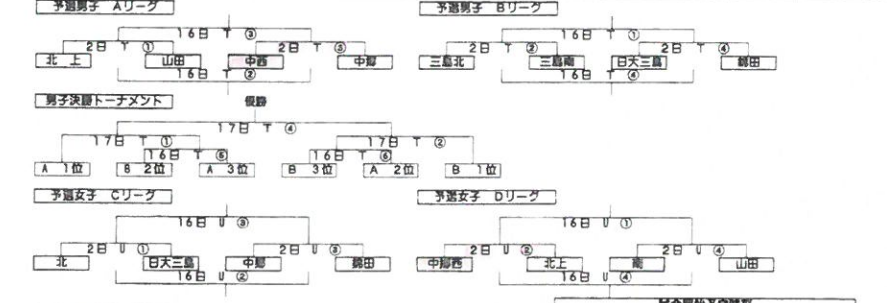 予選男子 Aリーグ 予選男子 Bリーグ
16日 T ③ 16日 T ①
2日 T ① 2日 T ③ 2日 T ② 2日 T ④
北上 山田 中西 中郷 三島北 三島南 日大三島 錦田
16日 T ② 16日 T ④
男子決勝トーナメント 優勝
17日 T ④
17日 T ① 17日 T ②
16日 T ⑤ 16日 T ⑥
A 1位 B 2位 A 3位 B 3位 A 2位 B 1位
予選女子 Cリーグ 予選女子 Dリーグ
16日 U ③ 16日 U ①
2日 U ① 2日 U ③ 2日 U ② 2日 U ④
北 日大三島 中郷 錦田 中郷西 北上 南 山田
16日 U ② 16日 U ④